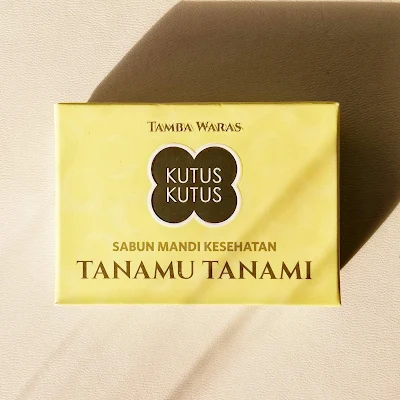 TAMBA WARAS
KUTUS
KUTUS
SABUN MANDI KESEHATAN
TANAMU TANAMI